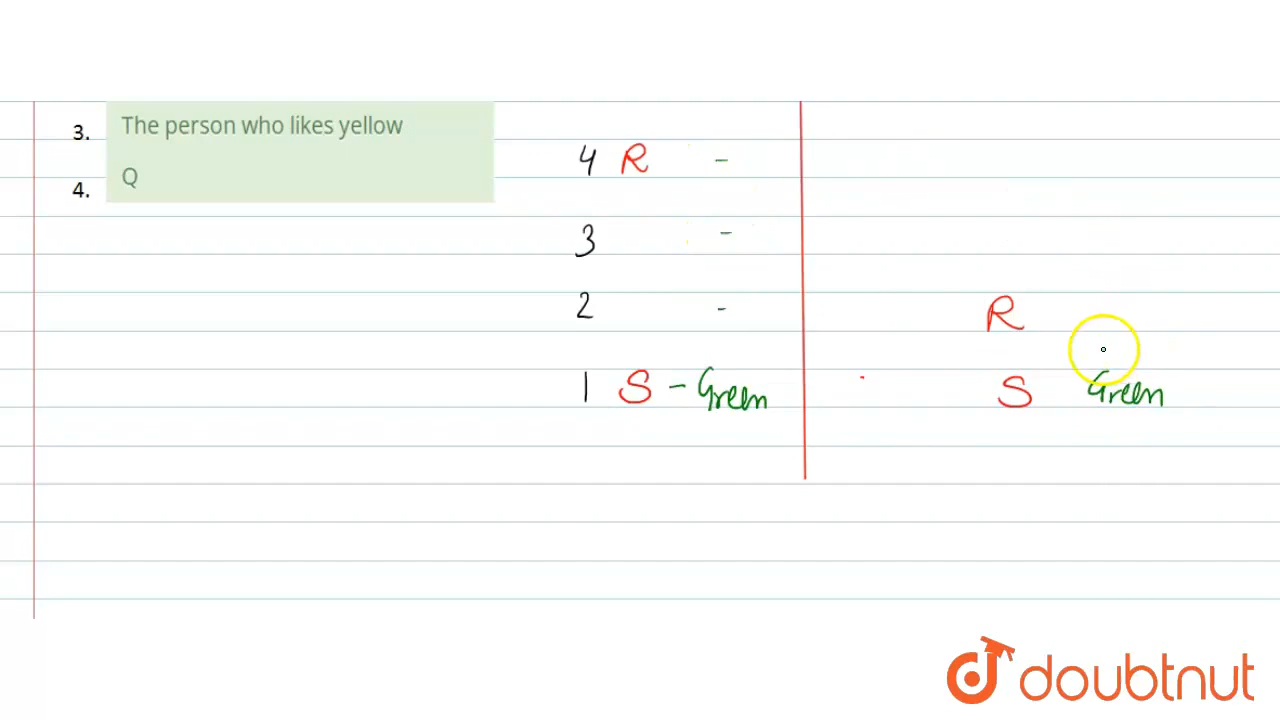 3. The person who likes yellow
4. Q
4 R -
3 -
2 -
1 S - Green
R
S Green
doubtnut